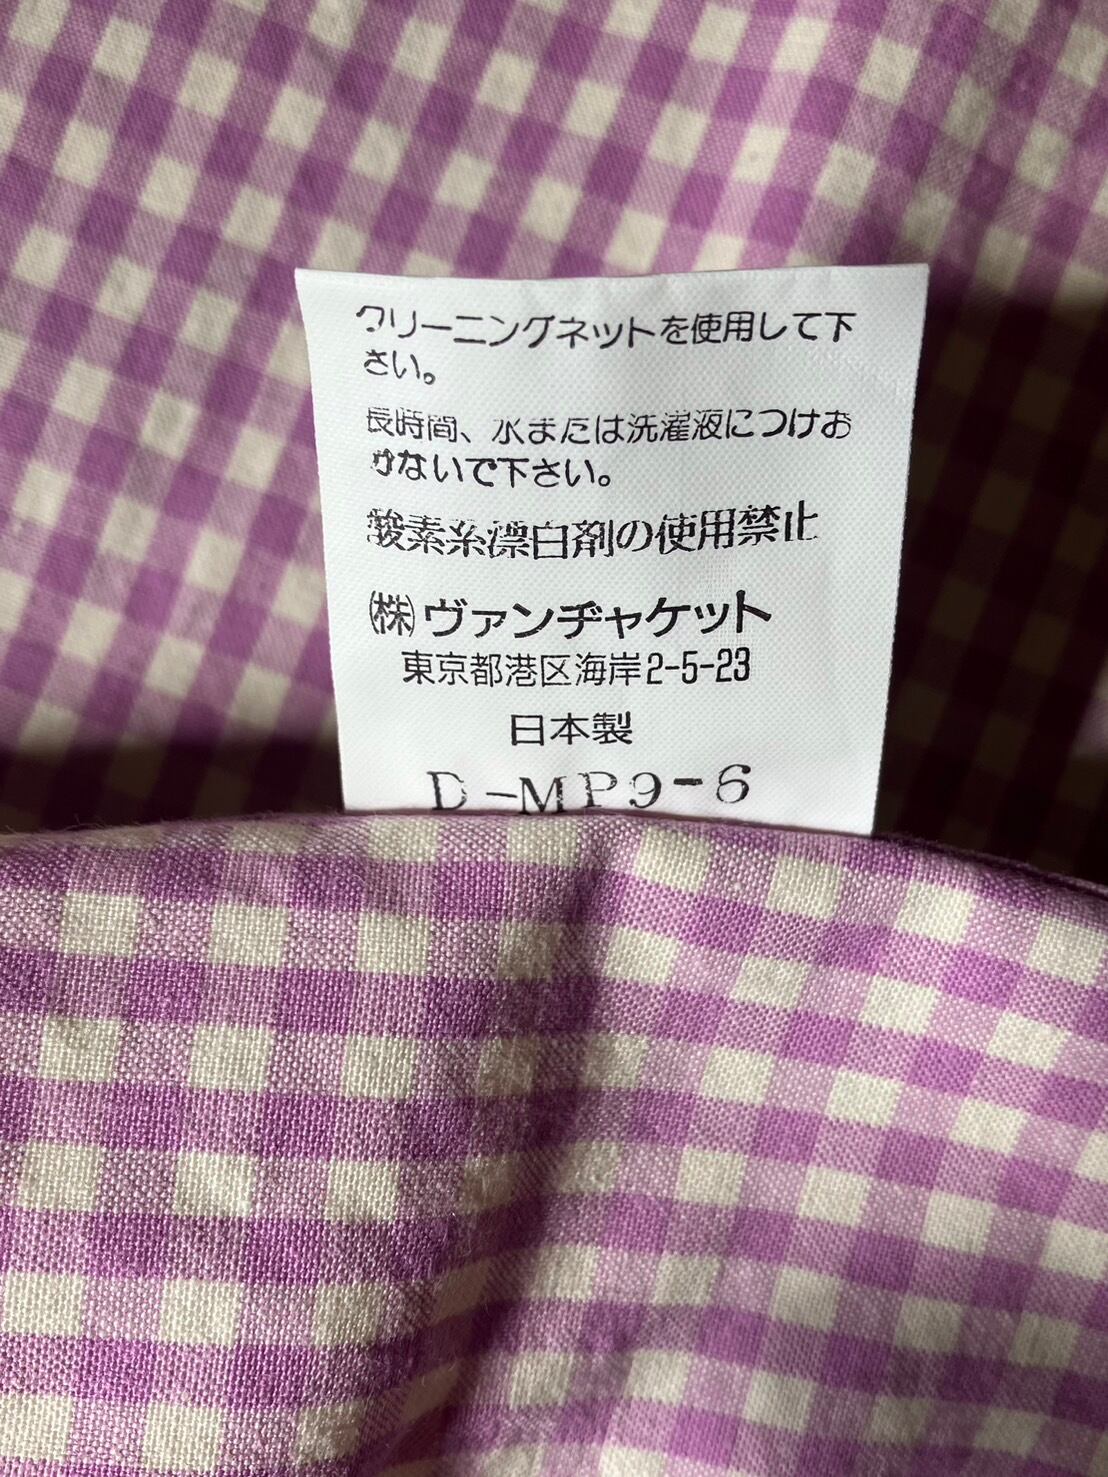 クリーニングネットを使用して下
さい。
長時間、水または洗濯液につけお
かないで下さい。
酸素系漂白剤の使用禁止
㈱ヴァンヂャケット
東京都港区海岸2-5-23
日本製
D-MP9-6